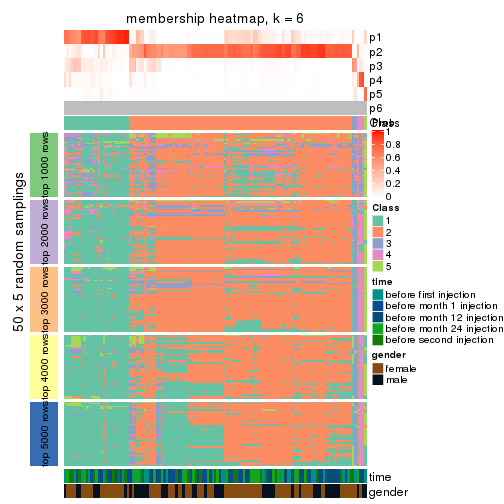 membership heatmap, k = 6
p1
p2
p3
p4
p5
p6
Class
Prob
1
0.8
0.6
0.4
0.2
0
Class
1
2
3
4
5
time
before first injection
before month 1 injection
before month 12 injection
before month 24 injection
before second injection
gender
female
male
50 x 5 random samplings
top 1000 rows
top 2000 rows
top 3000 rows
top 4000 rows
top 5000 rows
time
gender